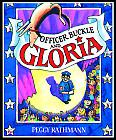 OFFICER BUCKLE
AND
GLORIA
PEGGY RATHMANN